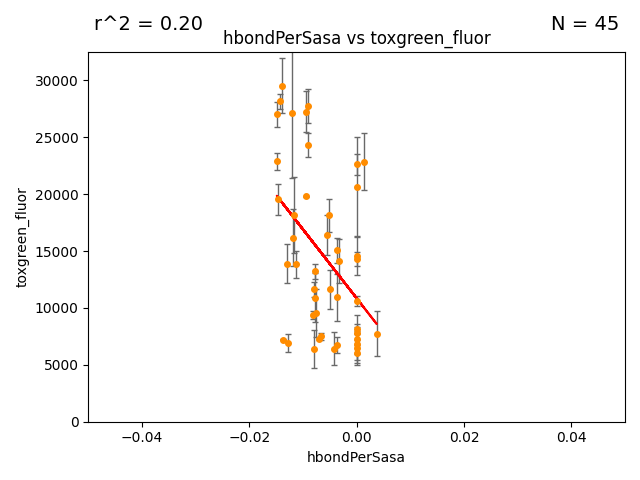 r^2 = 0.20
N = 45
hbondPerSasa vs toxgreen_fluor
30000
25000
20000
15000
10000
5000
0
toxgreen_fluor
−0.04
−0.02
0.00
0.02
0.04
hbondPerSasa